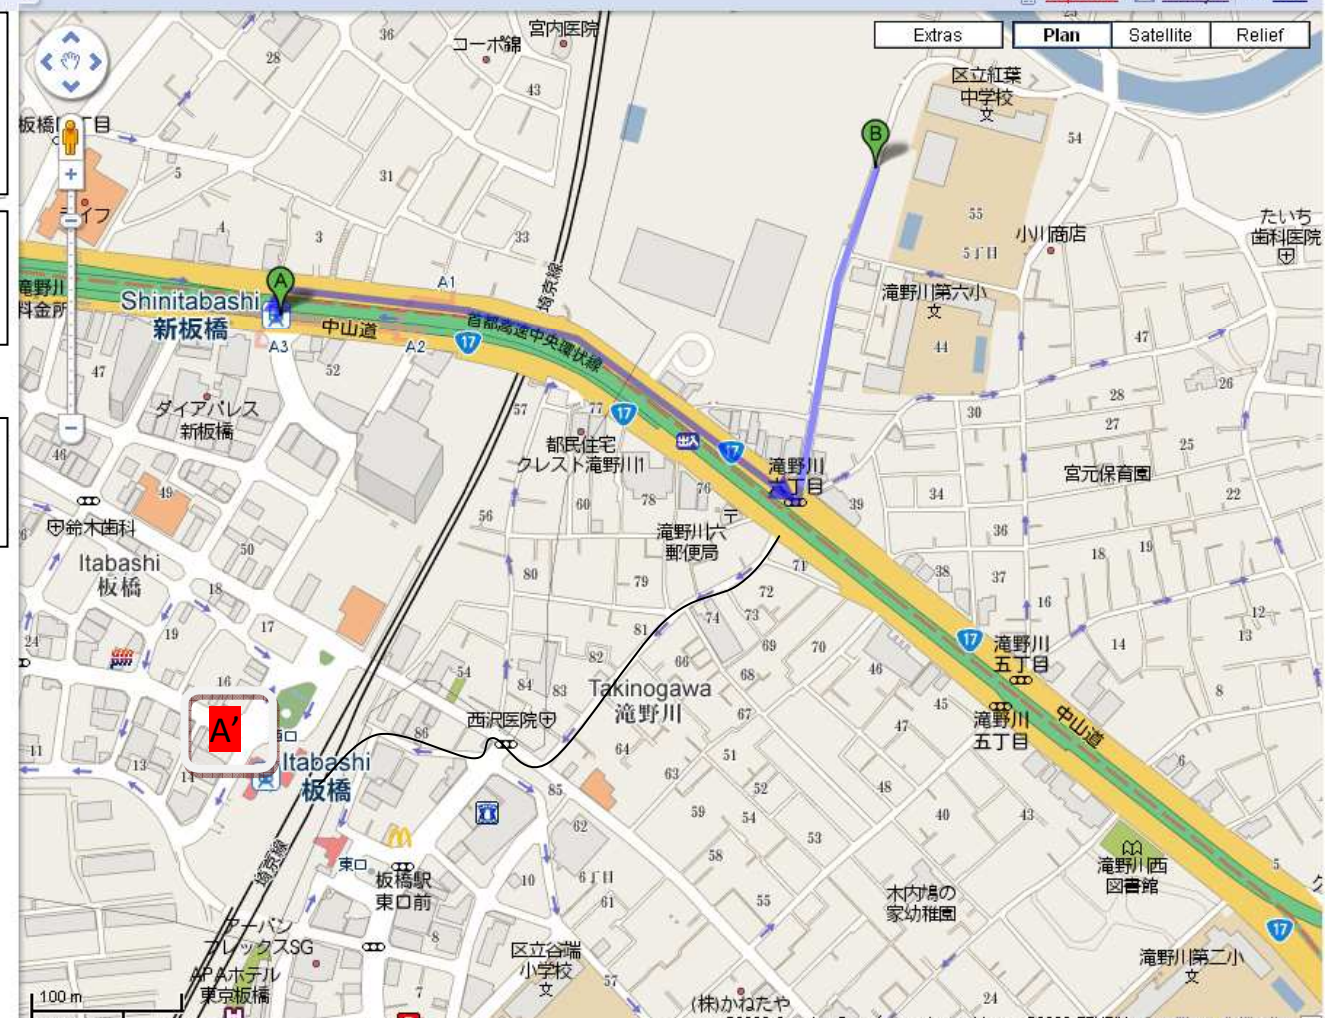 Extras
Plan
Satellite
Relief
宮内医院
コーポ錦
36
28
43
区立紅葉
中学校
文
54
B
31
5
55
5丁目
小川商店
たいち
歯科医院
4
3
33
A
A1
埼京線
滝野川第六小
文
44
47
Shinitabashi
新板橋
中山道
17
首都高速中央環状線
A3
A2
47
52
ダイアパレス
新板橋
57
77
17
都民住宅
クレスト滝野川1
出入
17
滝野川
六丁目
28
26
30
27
25
宮元保育園
22
46
49
鈴木歯科
60
78
76
39
34
36
56
滝野川六
郵便局
50
Itabashi
板橋
18
80
79
71
38
37
18
19
16
12
72
74
73
19
17
24
am
pm
81
82
69
70
17
滝野川
五丁目
14
13
16
54
84
83
66
68
46
Takinogawa
滝野川
67
45
8
A’
西沢医院
86
64
51
47
滝野川
五丁目
中山道
11
13
14
Itabashi
板橋
63
52
48
6
85
62
59
54
53
40
43
58
滝野川西
図書館
5
埼京線
東口
板橋駅
東口前
10
6丁目
61
55
木内鳩の
家幼稚園
17
アーバン
フレックスSG
8
区立谷端
小学校
文
57
滝野川第二小
文
APAホテル
東京板橋
7
(株)かねたや
24
100 m